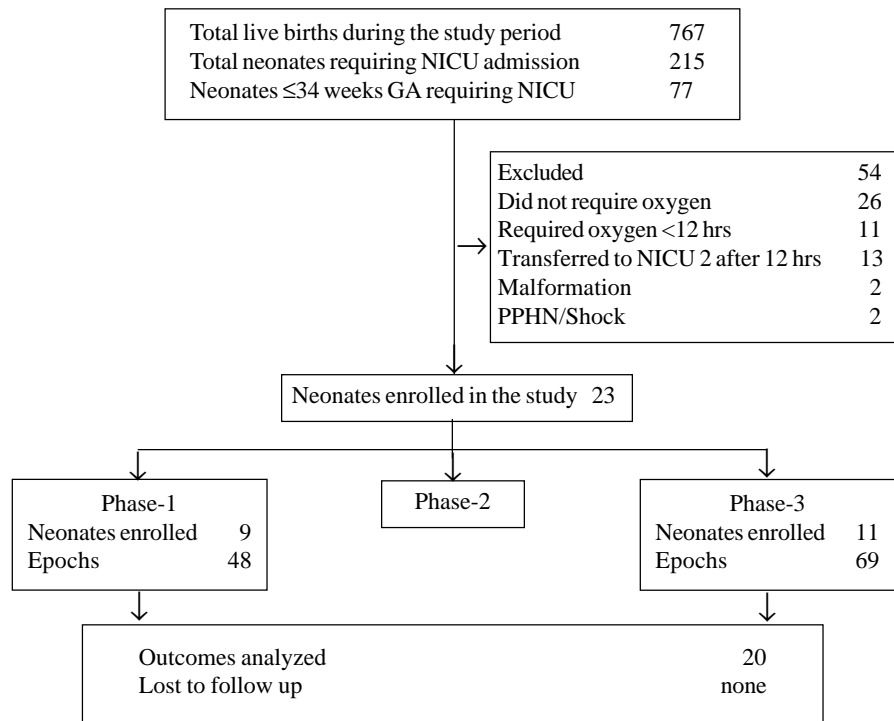 Total live births during the study period 767
Total neonates requiring NICU admission 215
Neonates ≤34 weeks GA requiring NICU 77
Excluded 54
Did not require oxygen 26
Required oxygen <12 hrs 11
Transferred to NICU 2 after 12 hrs 13
Malformation 2
PPHN/Shock 2
Neonates enrolled in the study 23
Phase-1
Neonates enrolled 9
Epochs 48
Phase-2
Phase-3
Neonates enrolled 11
Epochs 69
Outcomes analyzed 20
Lost to follow up none